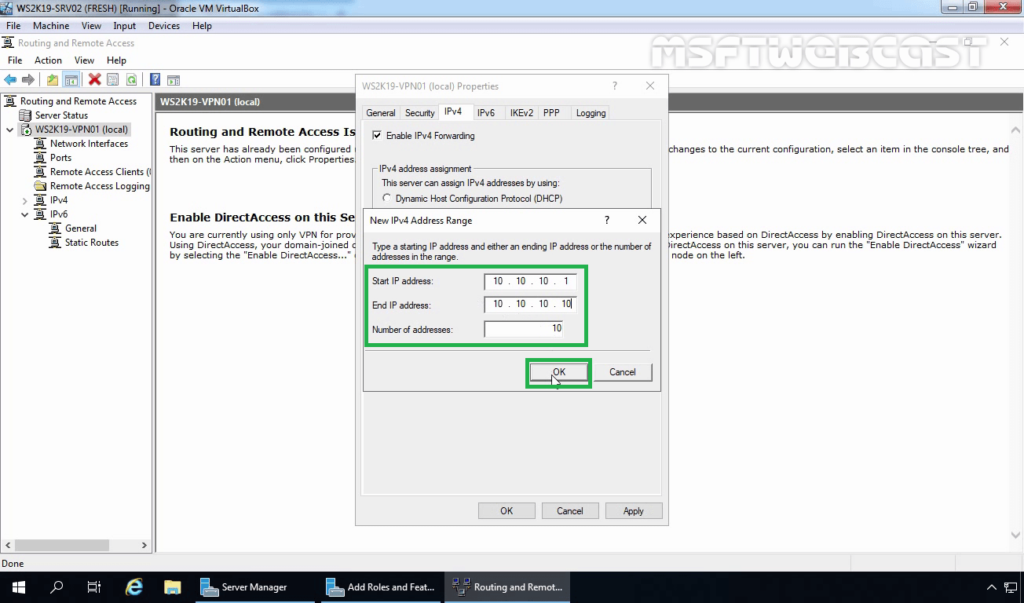 WS2K19-SRV02 (FRESH) [Running] - Oracle VM VirtualBox
File Machine View Input Devices Help
Routing and Remote Access
MSFTWEBCAST
File Action View Help
Routing and Remote Access
Server Status
WS2K19-VPN01 (local)
Network Interfaces
Ports
Remote Access Clients (
Remote Access Logging
IPv4
IPv6
General
Static Routes
WS2K19-VPN01 (local)
Routing and Remote Access Is
This server has already been configured
changes to the current configuration, select an item in the console tree, and
then on the Action menu, click Properties
Enable DirectAccess on this Se
You are currently using only VPN for prov
experience based on DirectAccess by enabling DirectAccess on this server.
Using DirectAccess, your domain-joined
DirectAccess on this server, you can run the "Enable DirectAccess" wizard
by selecting the "Enable DirectAccess..."
node on the left.
WS2K19-VPN01 (local) Properties ?
General Security IPv4 IPv6 IKEv2 PPP Logging
Enable IPv4 Forwarding
IPv4 address assignment
This server can assign IPv4 addresses by using:
Dynamic Host Configuration Protocol (DHCP)
New IPv4 Address Range ?
Type a starting IP address and either an ending IP address or the number of
addresses in the range.
Start IP address: 10 . 10 . 10 . 1
End IP address: 10 . 10 . 10 . 10
Number of addresses: 10
OK Cancel
OK Cancel Apply
Done
Server Manager Add Roles and Feat... Routing and Remot...